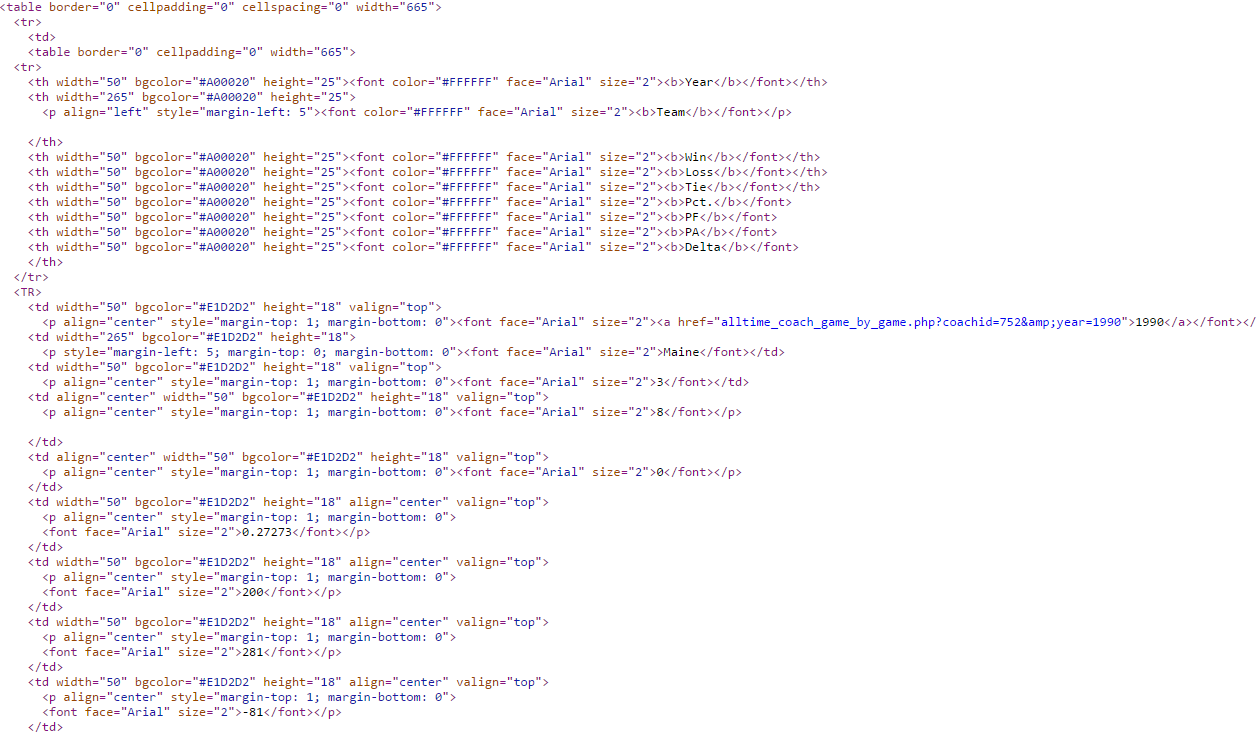 <table border="0" cellpadding="0" cellspacing="0" width="665">
  <tr>
    <td>
    <table border="0" cellpadding="0" width="665">
  <tr>
    <th width="50" bgcolor="#A00020" height="25"><font color="#FFFFFF" face="Arial" size="2"><b>Year</b></font></th>
    <th width="265" bgcolor="#A00020" height="25">
      <p align="left" style="margin-left: 5"><font color="#FFFFFF" face="Arial" size="2"><b>Team</b></font></p>

    </th>
    <th width="50" bgcolor="#A00020" height="25"><font color="#FFFFFF" face="Arial" size="2"><b>Win</b></font></th>
    <th width="50" bgcolor="#A00020" height="25"><font color="#FFFFFF" face="Arial" size="2"><b>Loss</b></font></th>
    <th width="50" bgcolor="#A00020" height="25"><font color="#FFFFFF" face="Arial" size="2"><b>Tie</b></font></th>
    <th width="50" bgcolor="#A00020" height="25"><font color="#FFFFFF" face="Arial" size="2"><b>Pct.</b></font>
    <th width="50" bgcolor="#A00020" height="25"><font color="#FFFFFF" face="Arial" size="2"><b>PF</b></font>
    <th width="50" bgcolor="#A00020" height="25"><font color="#FFFFFF" face="Arial" size="2"><b>PA</b></font>
    <th width="50" bgcolor="#A00020" height="25"><font color="#FFFFFF" face="Arial" size="2"><b>Delta</b></font>
    </th>
  </tr>
  <TR>
    <td width="50" bgcolor="#E1D2D2" height="18" valign="top">
      <p align="center" style="margin-top: 1; margin-bottom: 0"><font face="Arial" size="2"><a href="alltime_coach_game_by_game.php?coachid=752&amp;year=1990">1990</a></font></
    <td width="265" bgcolor="#E1D2D2" height="18">
      <p style="margin-left: 5; margin-top: 0; margin-bottom: 0"><font face="Arial" size="2">Maine</font></td>
    <td width="50" bgcolor="#E1D2D2" height="18" valign="top">
      <p align="center" style="margin-top: 1; margin-bottom: 0"><font face="Arial" size="2">3</font></td>
    <td align="center" width="50" bgcolor="#E1D2D2" height="18" valign="top">
      <p align="center" style="margin-top: 1; margin-bottom: 0"><font face="Arial" size="2">8</font></p>

    </td>
    <td align="center" width="50" bgcolor="#E1D2D2" height="18" valign="top">
      <p align="center" style="margin-top: 1; margin-bottom: 0"><font face="Arial" size="2">0</font></p>
    </td>
    <td width="50" bgcolor="#E1D2D2" height="18" align="center" valign="top">
      <p align="center" style="margin-top: 1; margin-bottom: 0">
      <font face="Arial" size="2">0.27273</font></p>
    </td>
    <td width="50" bgcolor="#E1D2D2" height="18" align="center" valign="top">
      <p align="center" style="margin-top: 1; margin-bottom: 0">
      <font face="Arial" size="2">200</font></p>
    </td>
    <td width="50" bgcolor="#E1D2D2" height="18" align="center" valign="top">
      <p align="center" style="margin-top: 1; margin-bottom: 0">
      <font face="Arial" size="2">281</font></p>
    </td>
    <td width="50" bgcolor="#E1D2D2" height="18" align="center" valign="top">
      <p align="center" style="margin-top: 1; margin-bottom: 0">
      <font face="Arial" size="2">-81</font></p>
    </td>